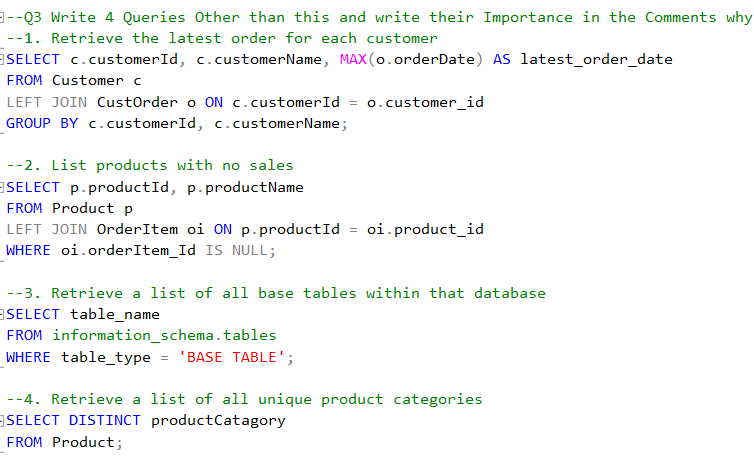 --Q3 Write 4 Queries Other than this and write their Importance in the Comments why
--1. Retrieve the latest order for each customer
SELECT c.customerId, c.customerName, MAX(o.orderDate) AS latest_order_date
FROM Customer c
LEFT JOIN CustOrder o ON c.customerId = o.customer_id
GROUP BY c.customerId, c.customerName;
--2. List products with no sales
SELECT p.productId, p.productName
FROM Product p
LEFT JOIN OrderItem oi ON p.productId = oi.product_id
WHERE oi.orderItem_Id IS NULL;
--3. Retrieve a list of all base tables within that database
SELECT table_name
FROM information_schema.tables
WHERE table_type = 'BASE TABLE';
--4. Retrieve a list of all unique product categories
SELECT DISTINCT productCatagory
FROM Product;